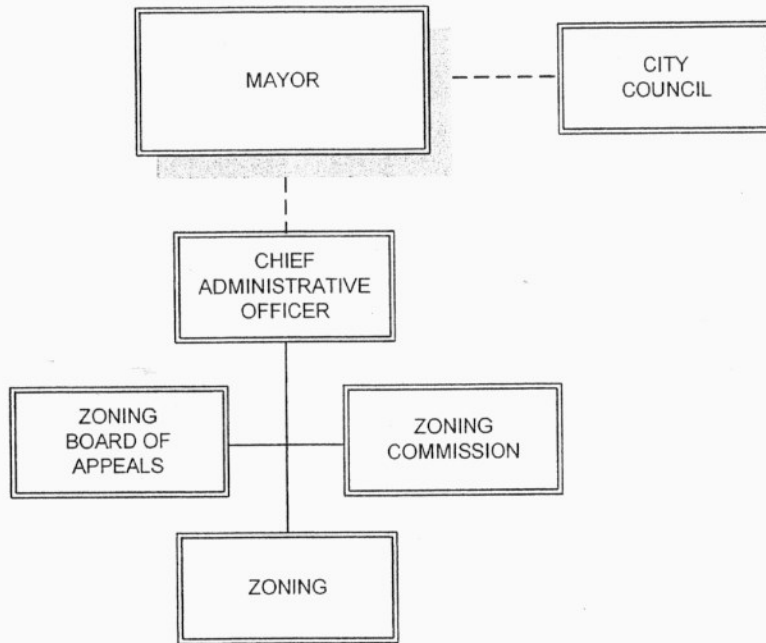 MAYOR
CITY
COUNCIL
CHIEF
ADMINISTRATIVE
OFFICER
ZONING
BOARD OF
APPEALS
ZONING
COMMISSION
ZONING